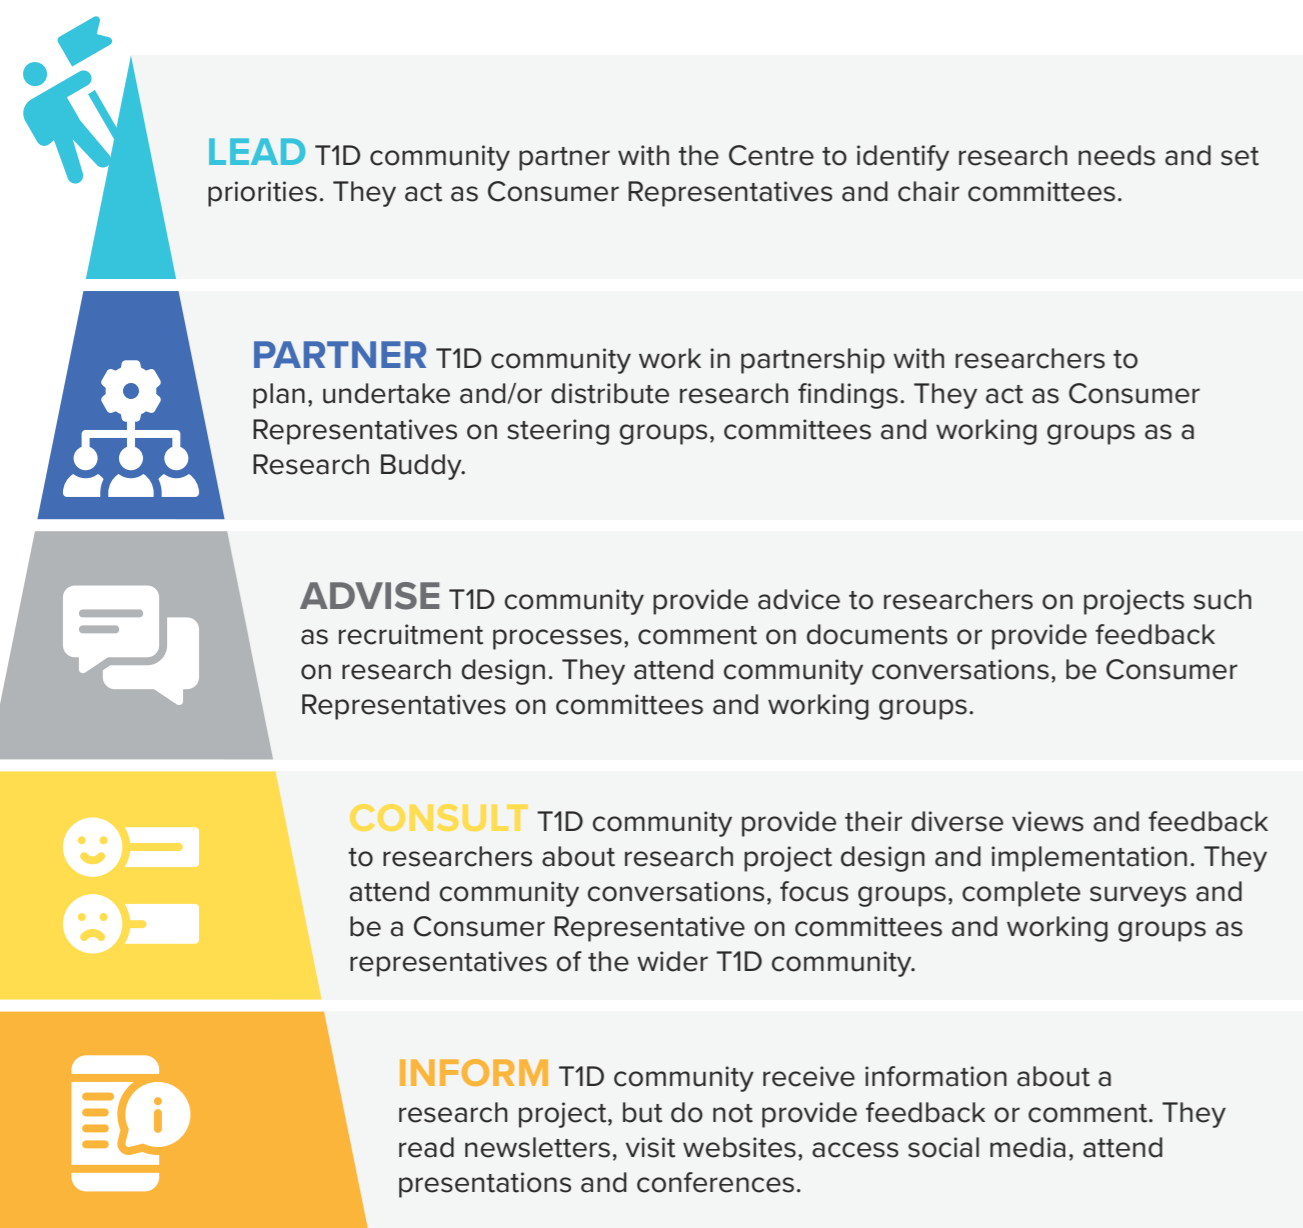 LEAD T1D community partner with the Centre to identify research needs and set
priorities. They act as Consumer Representatives and chair committees.
PARTNER T1D community work in partnership with researchers to
plan, undertake and/or distribute research findings. They act as Consumer
Representatives on steering groups, committees and working groups as a
Research Buddy.
ADVISE T1D community provide advice to researchers on projects such
as recruitment processes, comment on documents or provide feedback
on research design. They attend community conversations, be Consumer
Representatives on committees and working groups.
CONSULT T1D community provide their diverse views and feedback
to researchers about research project design and implementation. They
attend community conversations, focus groups, complete surveys and
be a Consumer Representative on committees and working groups as
representatives of the wider T1D community.
INFORM T1D community receive information about a
research project, but do not provide feedback or comment. They
read newsletters, visit websites, access social media, attend
presentations and conferences.